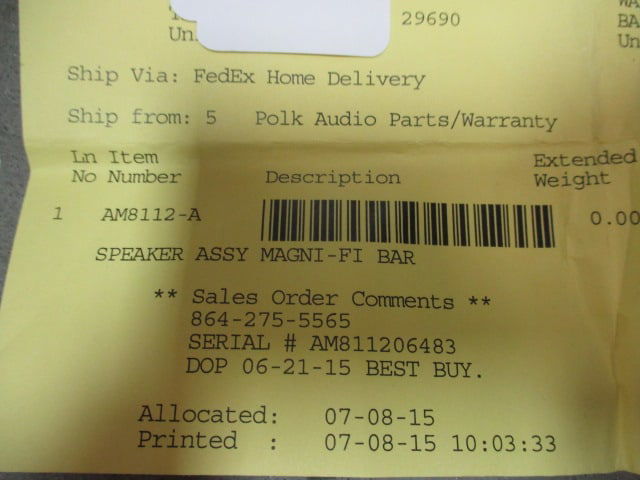 29690
BA
Un. Un
Ship Via: FedEx Home Delivery
Ship from: 5 Polk Audio Parts/Warranty
Ln Item Extended
No Number Description Weight
1 AM8112-A 0.00
SPEAKER ASSY MAGNI-FI BAR
** Sales Order Comments **
864-275-5565
SERIAL # AM811206483
DOP 06-21-15 BEST BUY.
Allocated: 07-08-15
Printed : 07-08-15 10:03:33